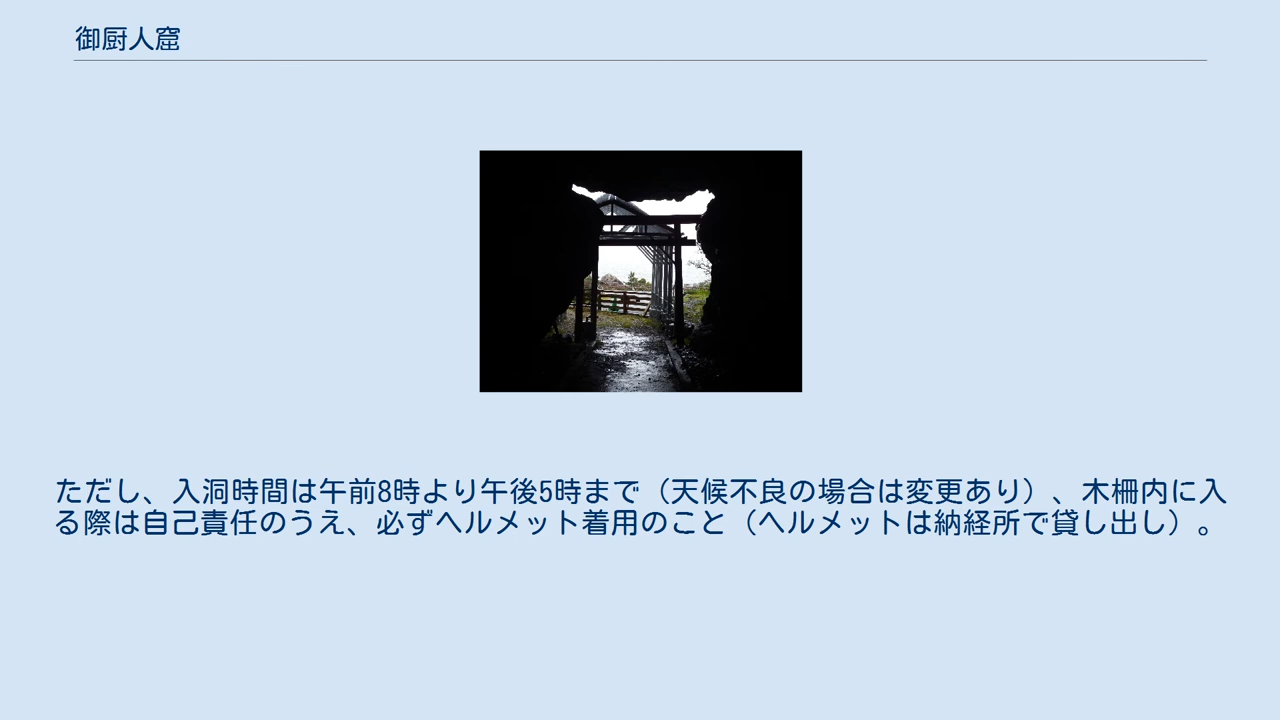 御厨人窟
ただし、入洞時間は午前8時より午後5時まで（天候不良の場合は変更あり）、木柵内に入
る際は自己責任のうえ、必ずヘルメット着用のこと（ヘルメットは納経所で貸し出し）。